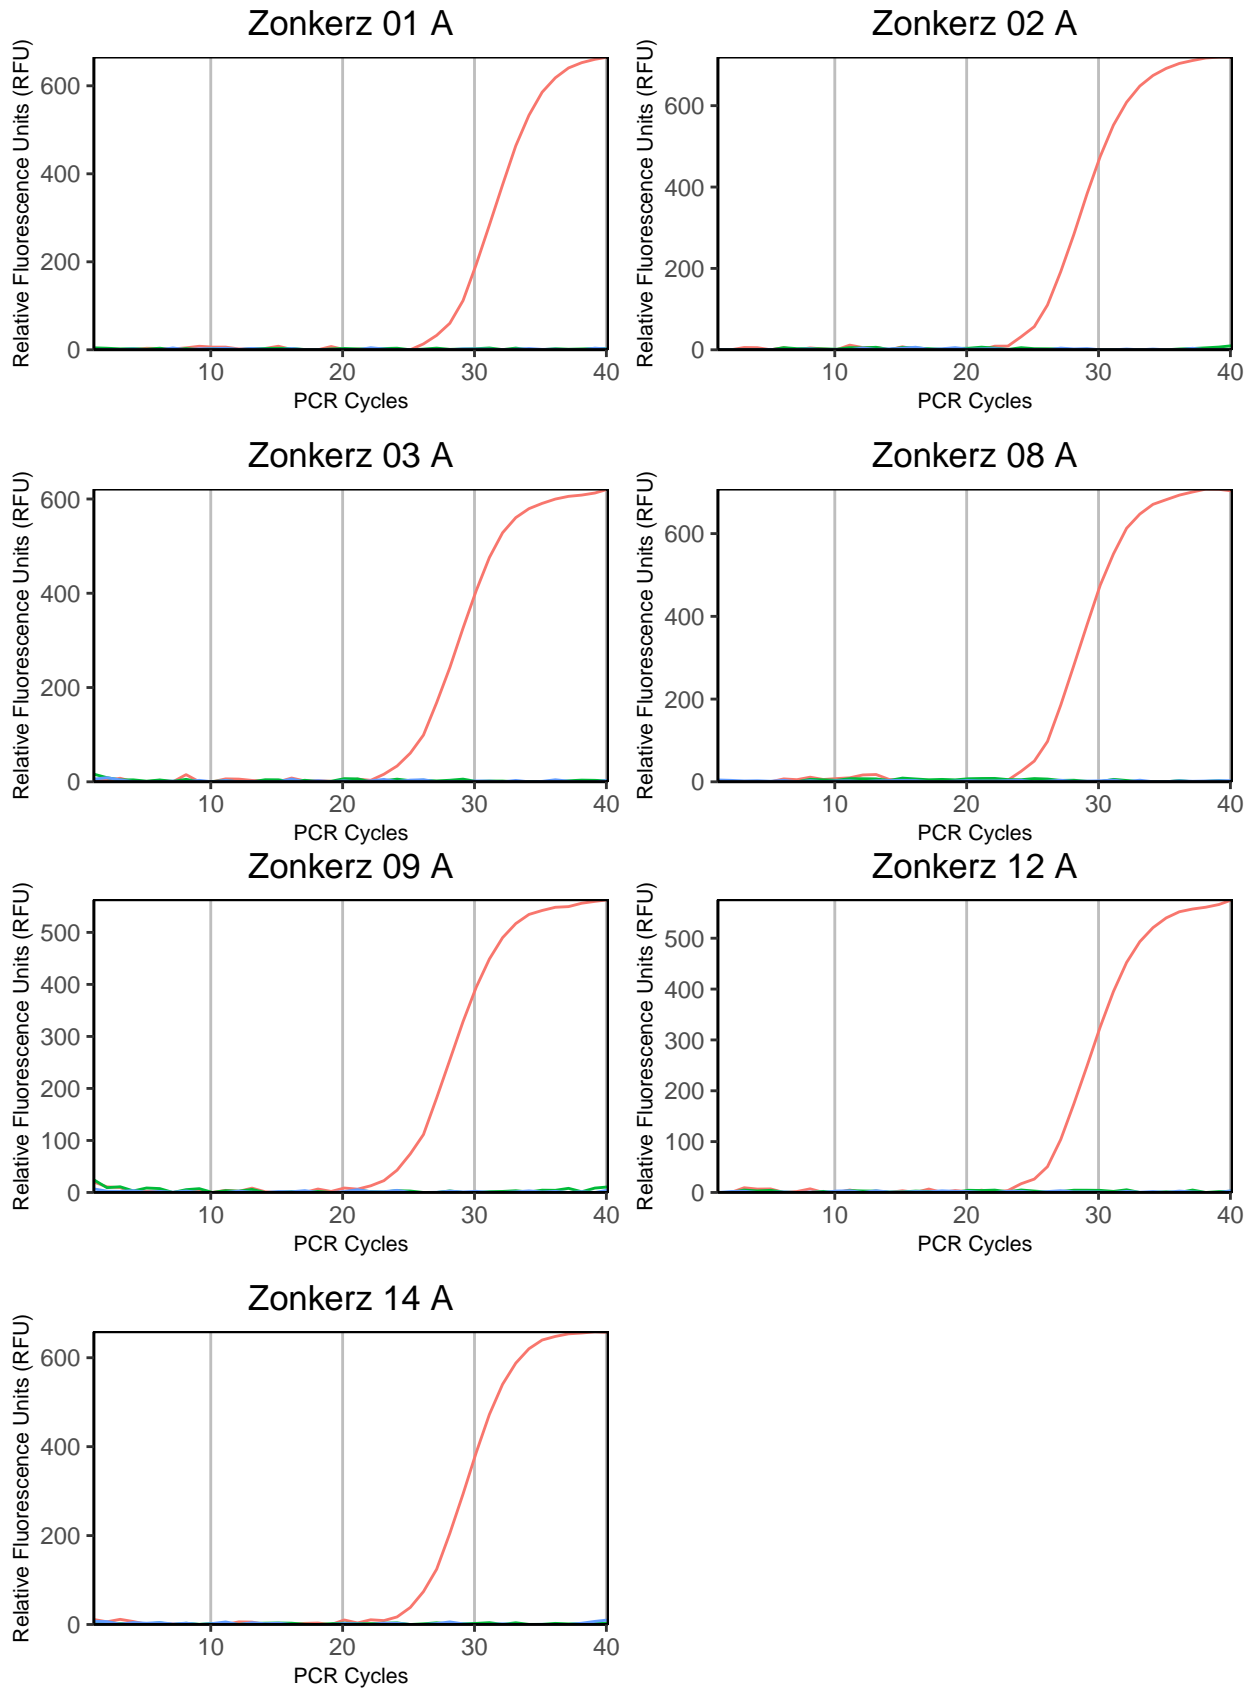 Zonkerz 01 A
Relative Fluorescence Units (RFU)
600
400
200
0
10 20 30 40
PCR Cycles
Zonkerz 02 A
Relative Fluorescence Units (RFU)
600
400
200
0
10 20 30 40
PCR Cycles
Zonkerz 03 A
Relative Fluorescence Units (RFU)
600
400
200
0
10 20 30 40
PCR Cycles
Zonkerz 08 A
Relative Fluorescence Units (RFU)
600
400
200
0
10 20 30 40
PCR Cycles
Zonkerz 09 A
Relative Fluorescence Units (RFU)
500
400
300
200
100
0
10 20 30 40
PCR Cycles
Zonkerz 12 A
Relative Fluorescence Units (RFU)
500
400
300
200
100
0
10 20 30 40
PCR Cycles
Zonkerz 14 A
Relative Fluorescence Units (RFU)
600
400
200
0
10 20 30 40
PCR Cycles